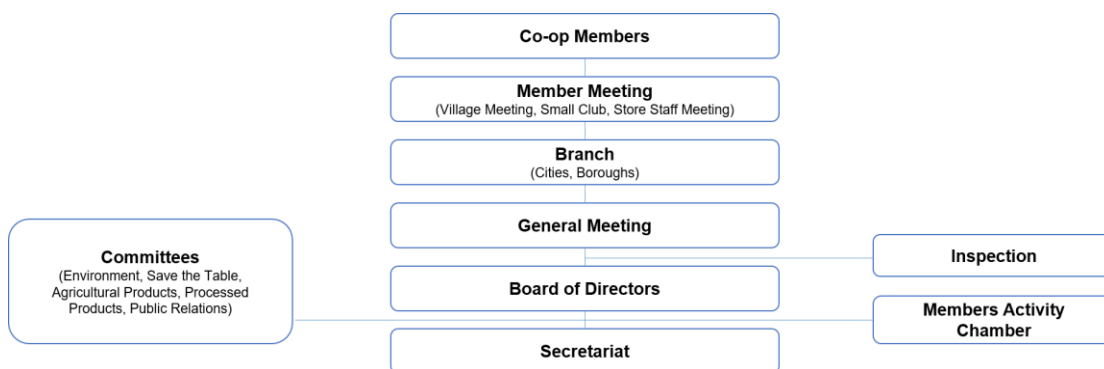 Co-op Members
Member Meeting
(Village Meeting, Small Club, Store Staff Meeting)
Branch
(Cities, Boroughs)
General Meeting
Committees
(Environment, Save the Table,
Agricultural Products, Processed
Products, Public Relations)
Inspection
Board of Directors
Members Activity
Chamber
Secretariat